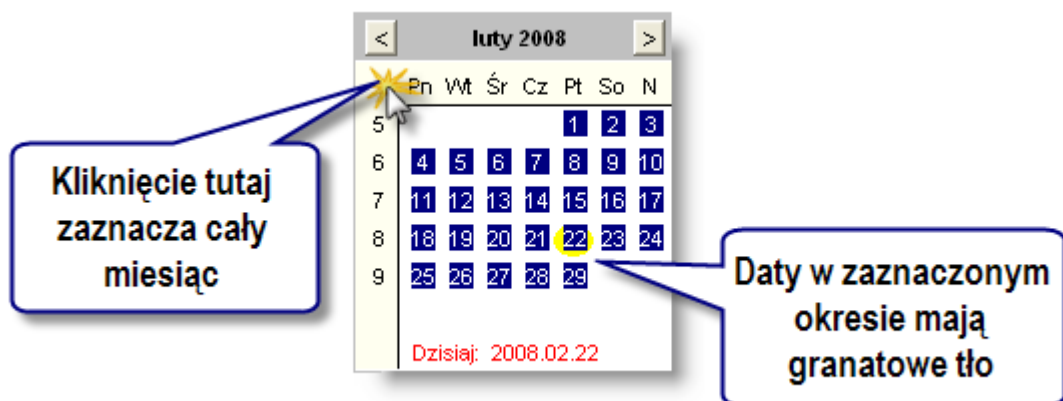 < luty 2008 >
Pn Wt Śr Cz Pt So N
5 1 2 3
6 4 5 6 7 8 9 10
7 11 12 13 14 15 16 17
8 18 19 20 21 22 23 24
9 25 26 27 28 29
Dzisiaj: 2008.02.22
Kliknięcie tutaj
zaznacza cały
miesiąc
Daty w zaznaczonym
okresie mają
granatowe tło